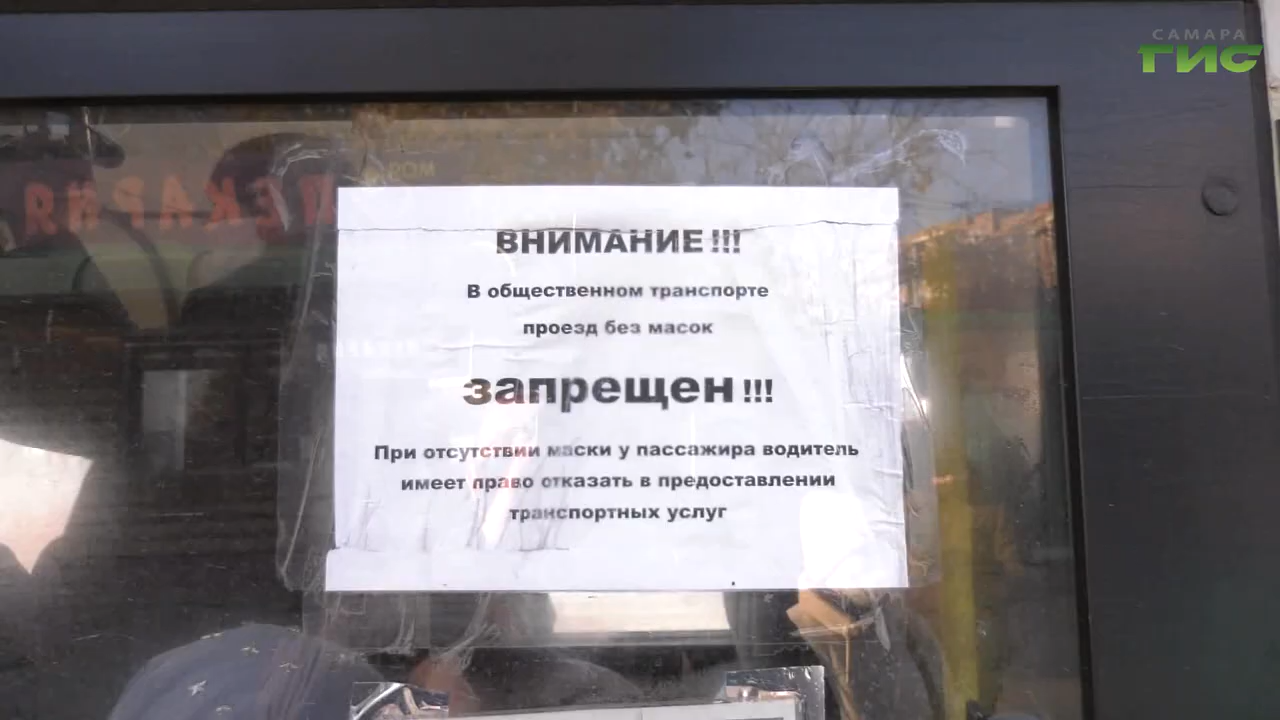 САМАРА
ГИС
ПЕКАРНЯ
ВНИМАНИЕ !!!
В общественном транспорте
проезд без масок
запрещен !!!
При отсутствии маски у пассажира водитель
имеет право отказать в предоставлении
транспортных услуг